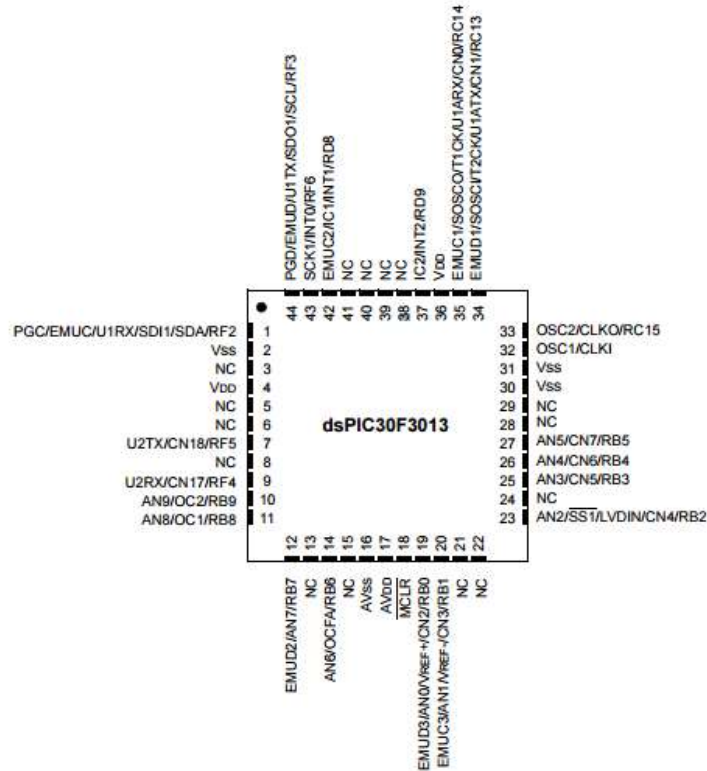 PGD/EMUD/U1TX/SDO1/SCL/RF3
SCK1/INT0/RF6
EMUC2/IC1/INT1/RD8
NC
NC
NC
NC
IC2/INT2/RD9
VDD
EMUC1/SOSCO/T1CK/U1ARX/CN0/RC14
EMUD1/SOSCI/T2CK/U1ATX/CN1/RC13
44
43
42
41
40
39
38
37
36
35
34
PGC/EMUC/U1RX/SDI1/SDA/RF2 1
Vss 2
NC 3
VDD 4
NC 5
NC 6
U2TX/CN18/RF5 7
NC 8
U2RX/CN17/RF4 9
AN9/OC2/RB9 10
AN8/OC1/RB8 11
dsPIC30F3013
33 OSC2/CLKO/RC15
32 OSC1/CLKI
31 Vss
30 Vss
29 NC
28 NC
27 AN5/CN7/RB5
26 AN4/CN6/RB4
25 AN3/CN5/RB3
24 NC
23 AN2/SS1/LVDIN/CN4/RB2
12
13
14
15
16
17
18
19
20
21
22
EMUD2/AN7/RB7
NC
AN6/OCFA/RB6
NC
AVss
AVDD
MCLR
EMUD3/AN0/VREF+/CN2/RB0
EMUC3/AN1/VREF-/CN3/RB1
NC
NC